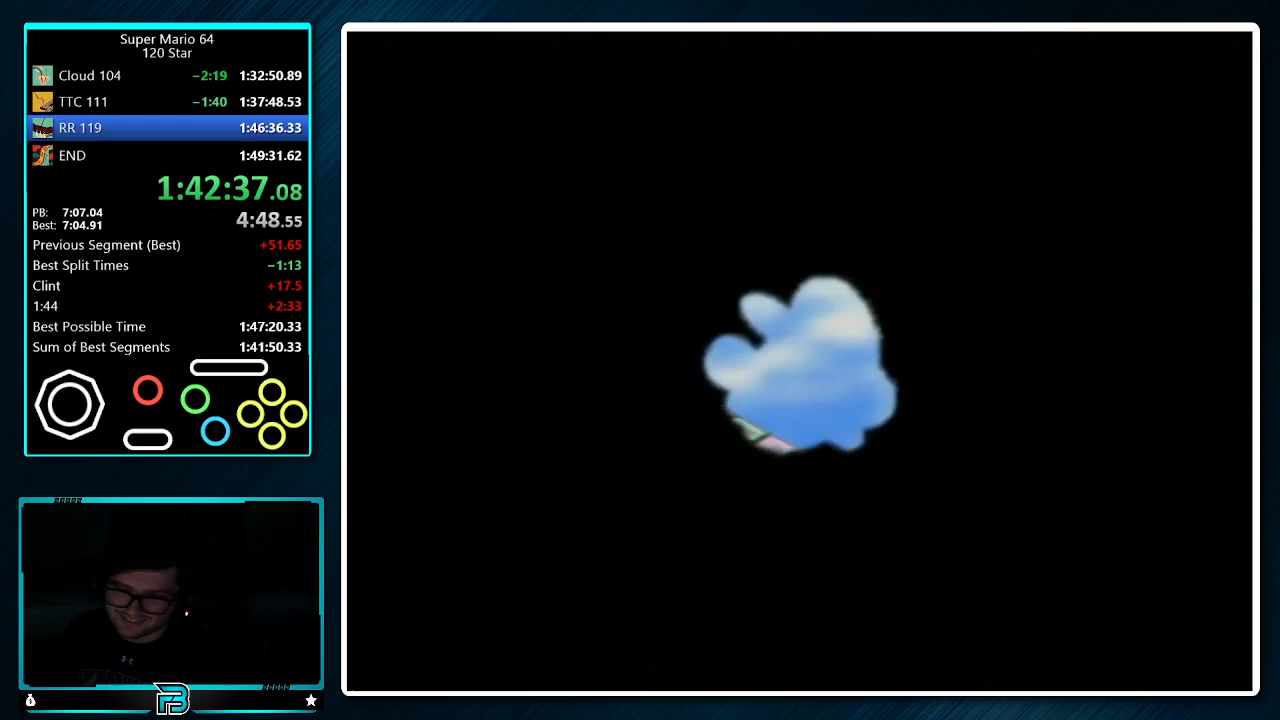 Super Mario 64
120 Star
Cloud 104 −2:19 1:32:50.89
TTC 111 −1:40 1:37:48.53
RR 119 1:46:36.33
END 1:49:31.62
1:42:37.08
PB: 7:07.04
4:48.55
Best: 7:04.91
Previous Segment (Best) +51.65
Best Split Times −1:13
Clint +17.5
1:44 +2:33
Best Possible Time 1:47:20.33
Sum of Best Segments 1:41:50.33